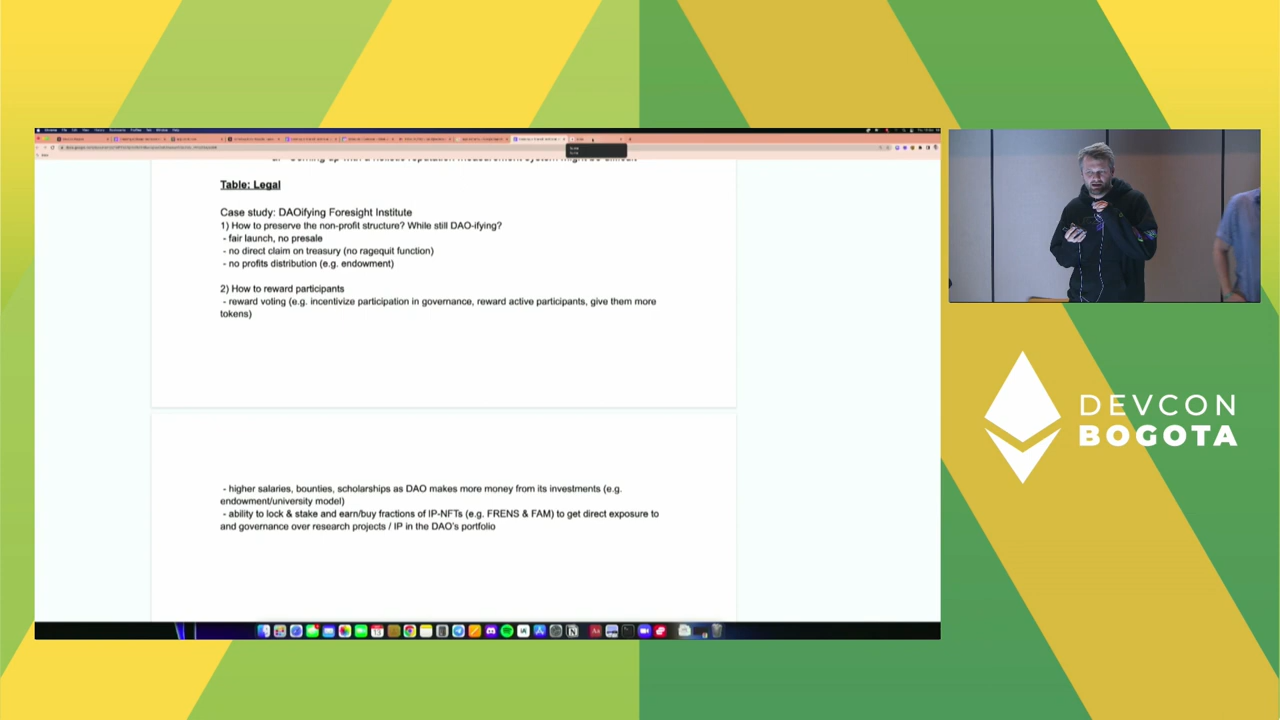 Table: Legal
Case study: DAOifying Foresight Institute
1) How to preserve the non-profit structure? While still DAO-ifying?
- fair launch, no presale
- no direct claim on treasury (no ragequit function)
- no profits distribution (e.g. endowment)
2) How to reward participants
- reward voting (e.g. incentivize participation in governance, reward active participants, give them more
tokens)
- higher salaries, bounties, scholarships as DAO makes more money from its investments (e.g.
endowment/university model)
- ability to lock & stake and earn/buy fractions of IP-NFTs (e.g. FRENS & FAM) to get direct exposure to
and governance over research projects / IP in the DAO's portfolio
DEVCON
BOGOTA